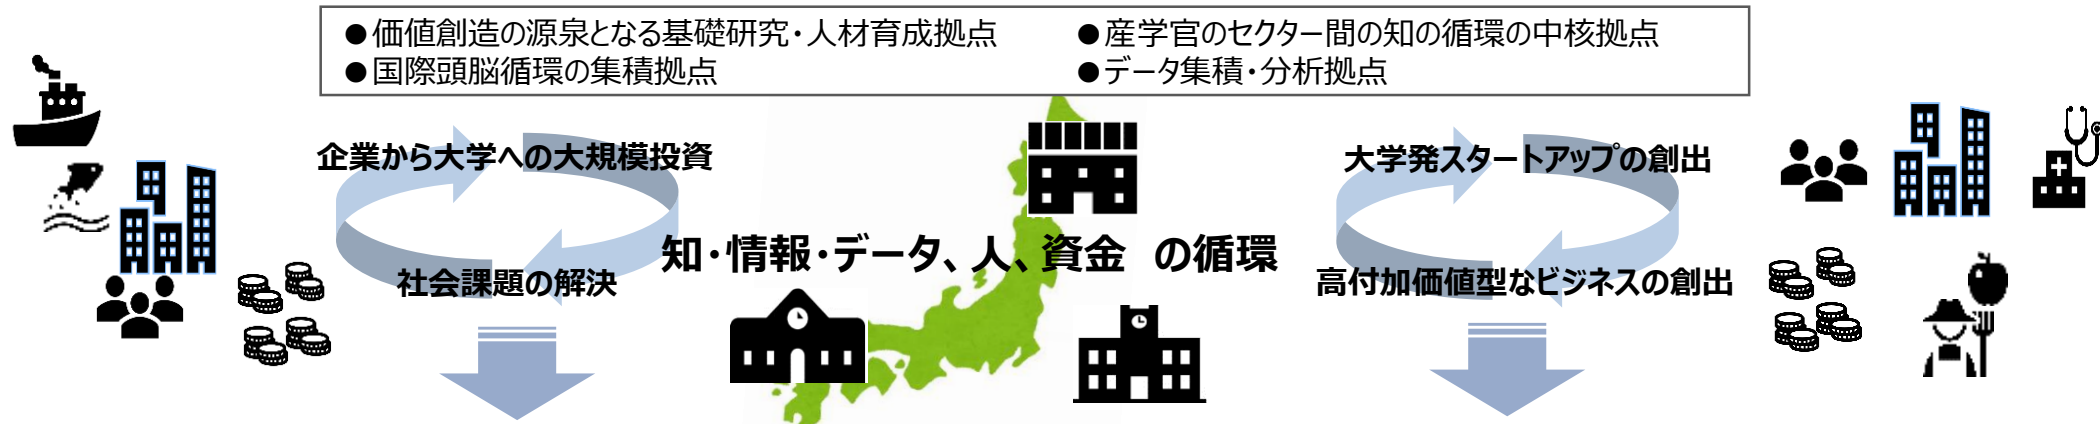 ●価値創造の源泉となる基礎研究・人材育成拠点
●国際頭脳循環の集積拠点
●産学官のセクター間の知の循環の中核拠点
●データ集積・分析拠点
企業から大学への大規模投資
社会課題の解決
知・情報・データ、人、資金 の循環
大学発スタートアップの創出
高付加価値型なビジネスの創出